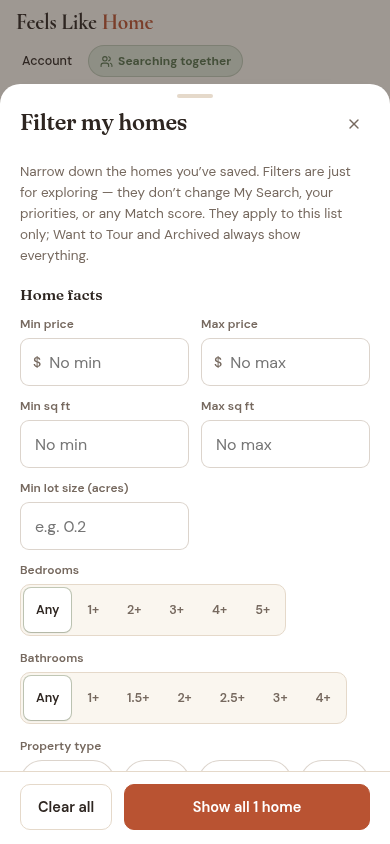 Feels Like Home
Account
Searching together
Filter my homes
Narrow down the homes you’ve saved. Filters are just
for exploring — they don’t change My Search, your
priorities, or any Match score. They apply to this list
only; Want to Tour and Archived always show
everything.
Home facts
Min price
Max price
$ No min
$ No max
Min sq ft
Max sq ft
No min
No max
Min lot size (acres)
e.g. 0.2
Bedrooms
Any 1+ 2+ 3+ 4+ 5+
Bathrooms
Any 1+ 1.5+ 2+ 2.5+ 3+ 4+
Property type
Clear all
Show all 1 home